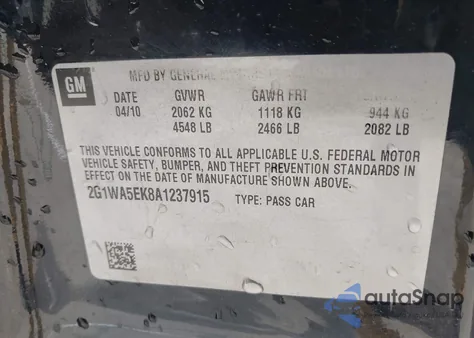 GM
MFD BY GENERAL
DATE GVWR GAWR FRT
04/10 2062 KG 1118 KG 944 KG
4548 LB 2466 LB 2082 LB
THIS VEHICLE CONFORMS TO ALL APPLICABLE U.S. FEDERAL MOTOR
VEHICLE SAFETY, BUMPER, AND THEFT PREVENTION STANDARDS IN
EFFECT ON THE DATE OF MANUFACTURE SHOWN ABOVE.
2G1WA5EK8A1237915 TYPE: PASS CAR
autoShap